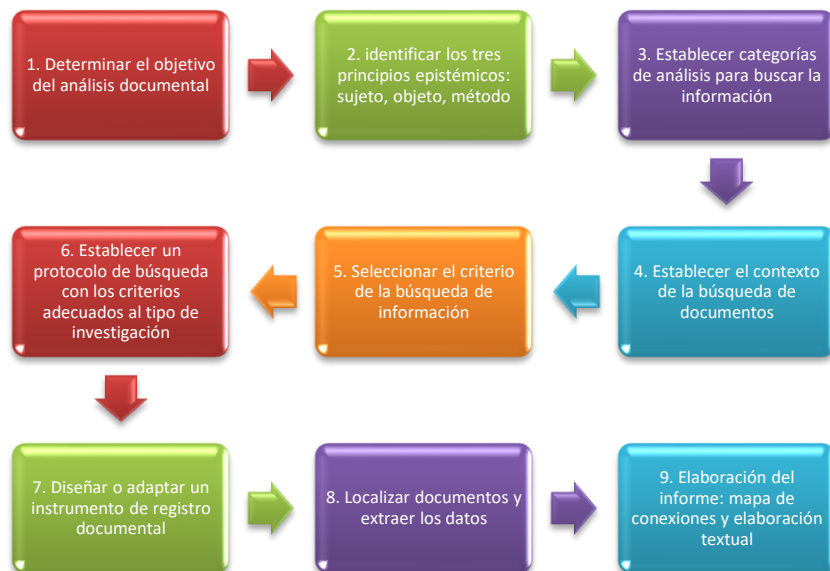 1. Determinar el objetivo
del análisis documental
2. identificar los tres
principios epistémicos:
sujeto, objeto, método
3. Establecer categorías
de análisis para buscar la
información
4. Establecer el contexto
de la búsqueda de
documentos
5. Seleccionar el criterio
de la búsqueda de
información
6. Establecer un
protocolo de búsqueda
con los criterios
adecuados al tipo de
investigación
7. Diseñar o adaptar un
instrumento de registro
documental
8. Localizar documentos y
extraer los datos
9. Elaboración del
informe: mapa de
conexiones y elaboración
textual